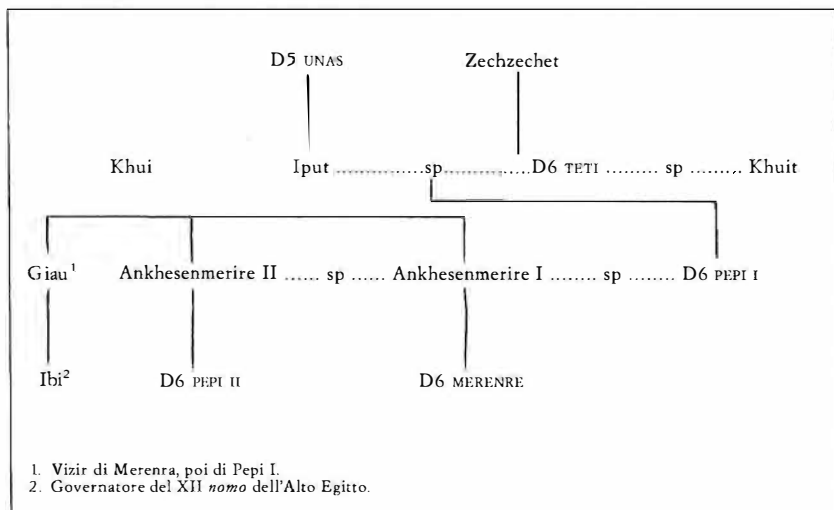 D5 UNAS Zechzechet
Khui Iput ..................sp..................D6 TETI ......... sp ......... Khuit
Giau¹ Ankhesenmerire II ...... sp ...... Ankhesenmerire I ........ sp ........ D6 PEPI I
Ibi² D6 PEPI II D6 MERENRE
1. Vizir di Merenra, poi di Pepi I.
2. Governatore del XII nomo dell'Alto Egitto.